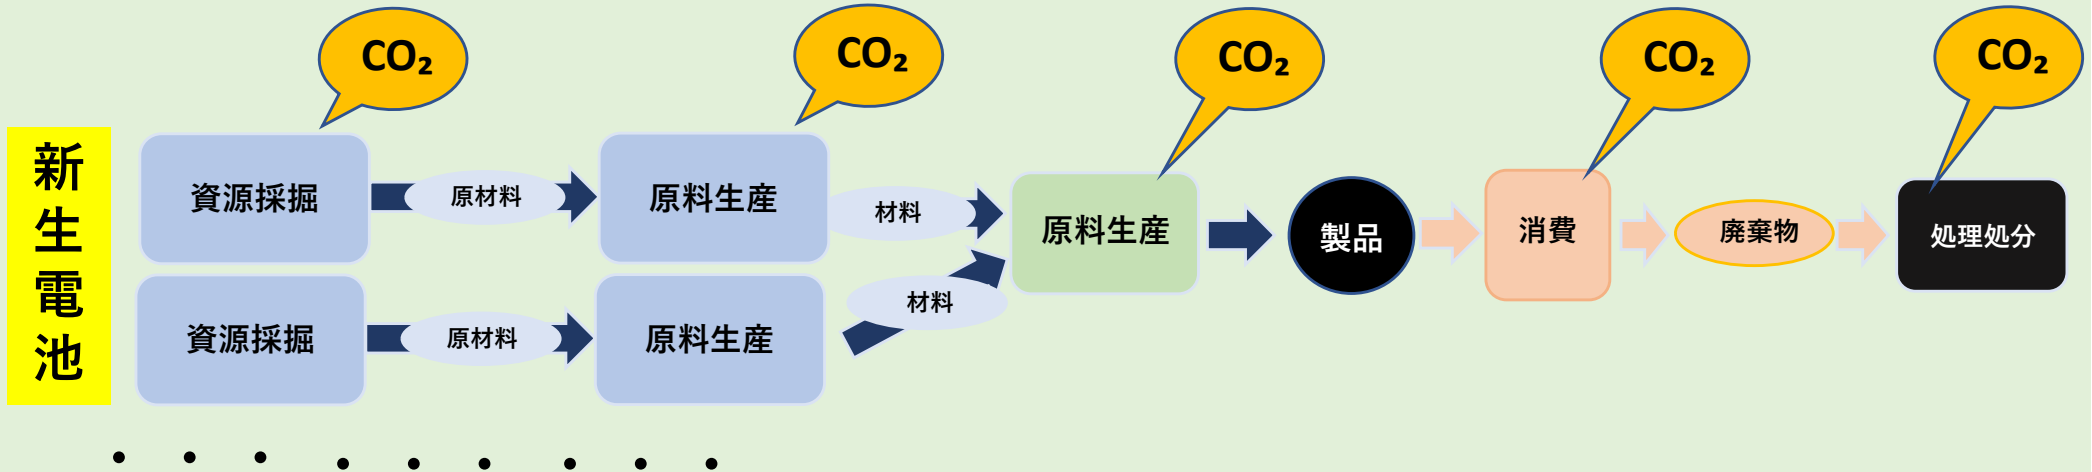 CO₂
CO₂
CO₂
CO₂
CO₂
新生電池
資源採掘
原材料
原料生産
材料
原料生産
製品
消費
廃棄物
処理処分
資源採掘
原材料
原料生産
材料
・・・・・・・・・